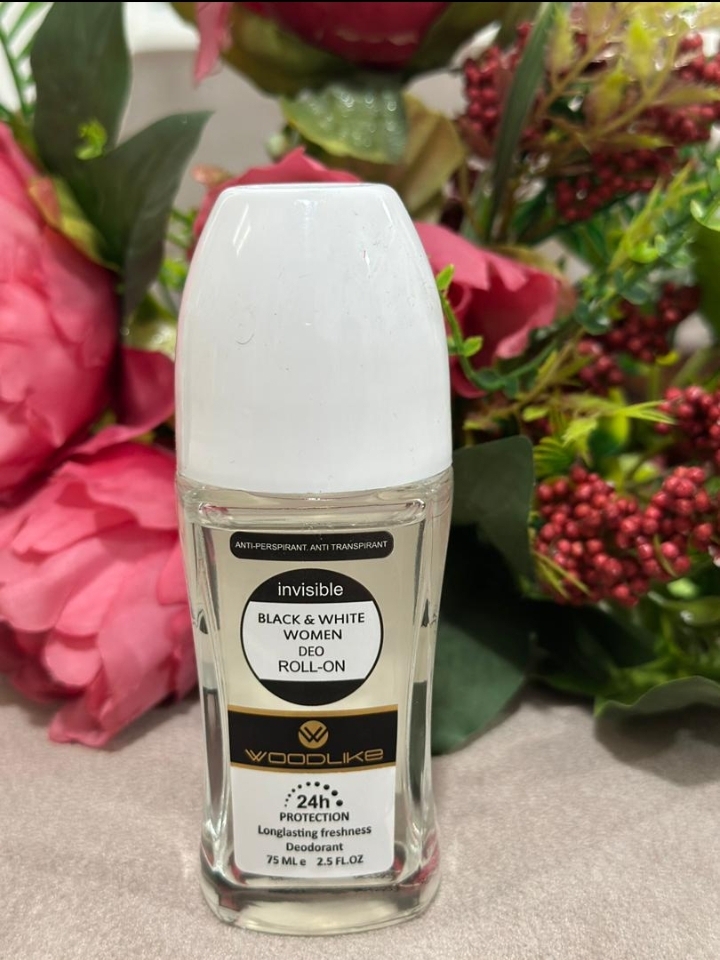 ANTI-PERSPIRANT. ANTI TRANSPIRANT
invisible
BLACK & WHITE
WOMEN
DEO
ROLL-ON
W
WOODLIKE
24h
PROTECTION
Longlasting freshness
Deodorant
75 ML e 2.5 FL.OZ